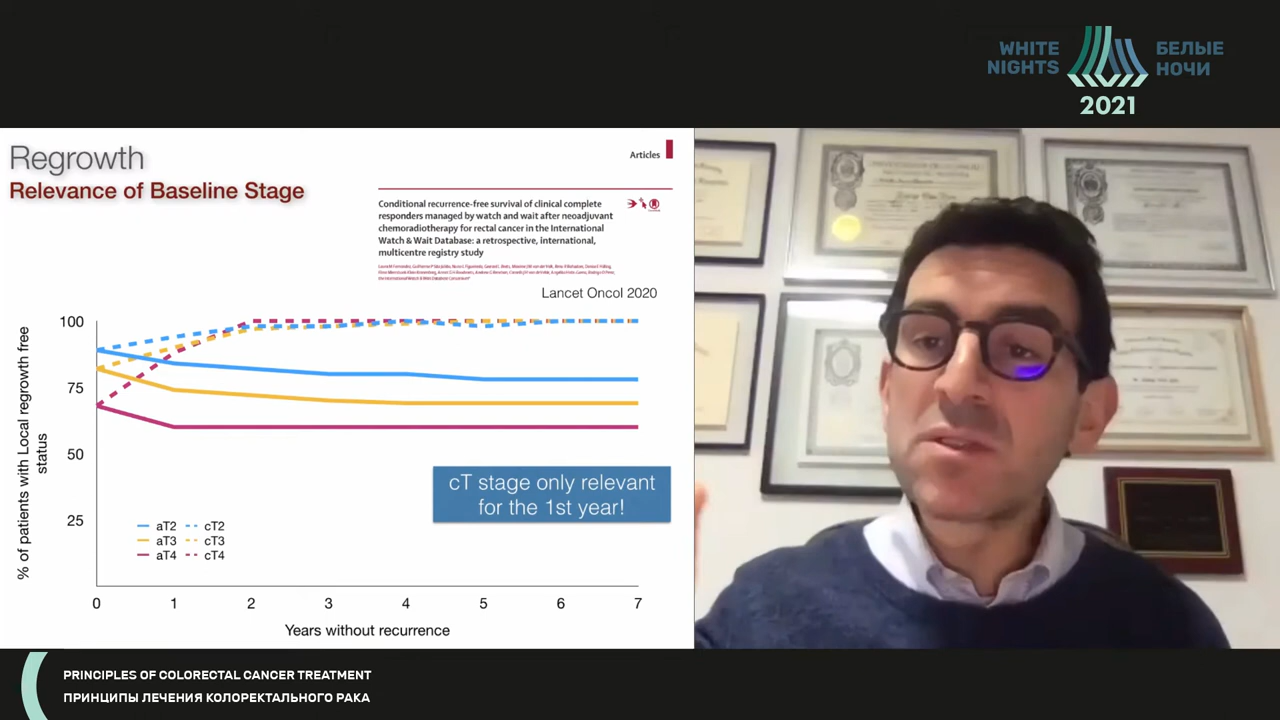 WHITE
NIGHTS
БЕЛЫЕ
НОЧИ
2021
Regrowth
Relevance of Baseline Stage
Articles
Conditional recurrence-free survival of clinical complete
responders managed by watch and wait after neoadjuvant
chemoradiotherapy for rectal cancer in the International
Watch & Wait Database: a retrospective, international,
multicentre registry study
Lancet Oncol 2020
% of patients with Local regrowth free
status
100
75
50
25
cT stage only relevant
for the 1st year!
aT2 cT2
aT3 cT3
aT4 cT4
0 1 2 3 4 5 6 7
Years without recurrence
PRINCIPLES OF COLORECTAL CANCER TREATMENT
ПРИНЦИПЫ ЛЕЧЕНИЯ КОЛОРЕКТАЛЬНОГО РАКА